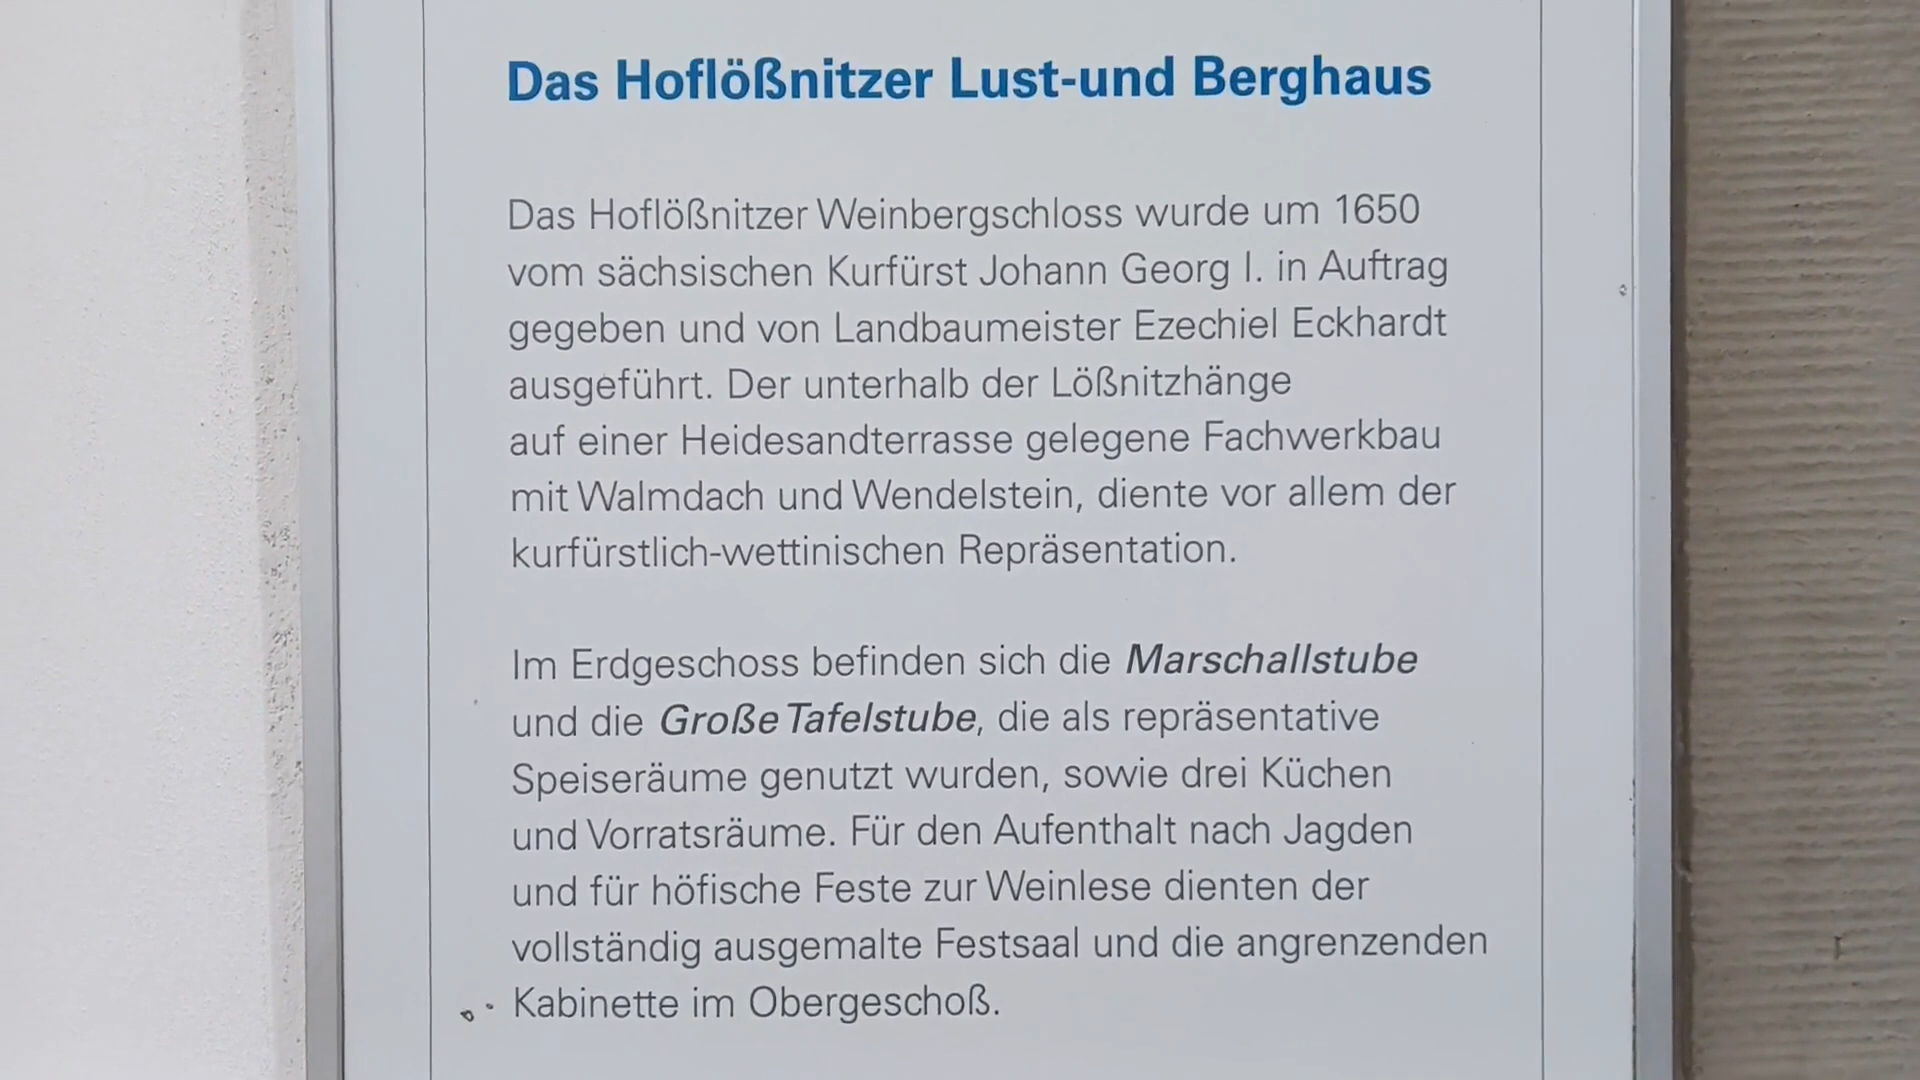 Das Hoflößnitzer Lust-und Berghaus
Das Hoflößnitzer Weinbergschloss wurde um 1650
vom sächsischen Kurfürst Johann Georg I. in Auftrag
gegeben und von Landbaumeister Ezechiel Eckhardt
ausgeführt. Der unterhalb der Lößnitzhänge
auf einer Heidesandterrasse gelegene Fachwerkbau
mit Walmdach und Wendelstein, diente vor allem der
kurfürstlich-wettinischen Repräsentation.
Im Erdgeschoss befinden sich die Marschallstube
und die Große Tafelstube, die als repräsentative
Speiseräume genutzt wurden, sowie drei Küchen
und Vorratsräume. Für den Aufenthalt nach Jagden
und für höfische Feste zur Weinlese dienten der
vollständig ausgemalte Festsaal und die angrenzenden
Kabinette im Obergeschoß.